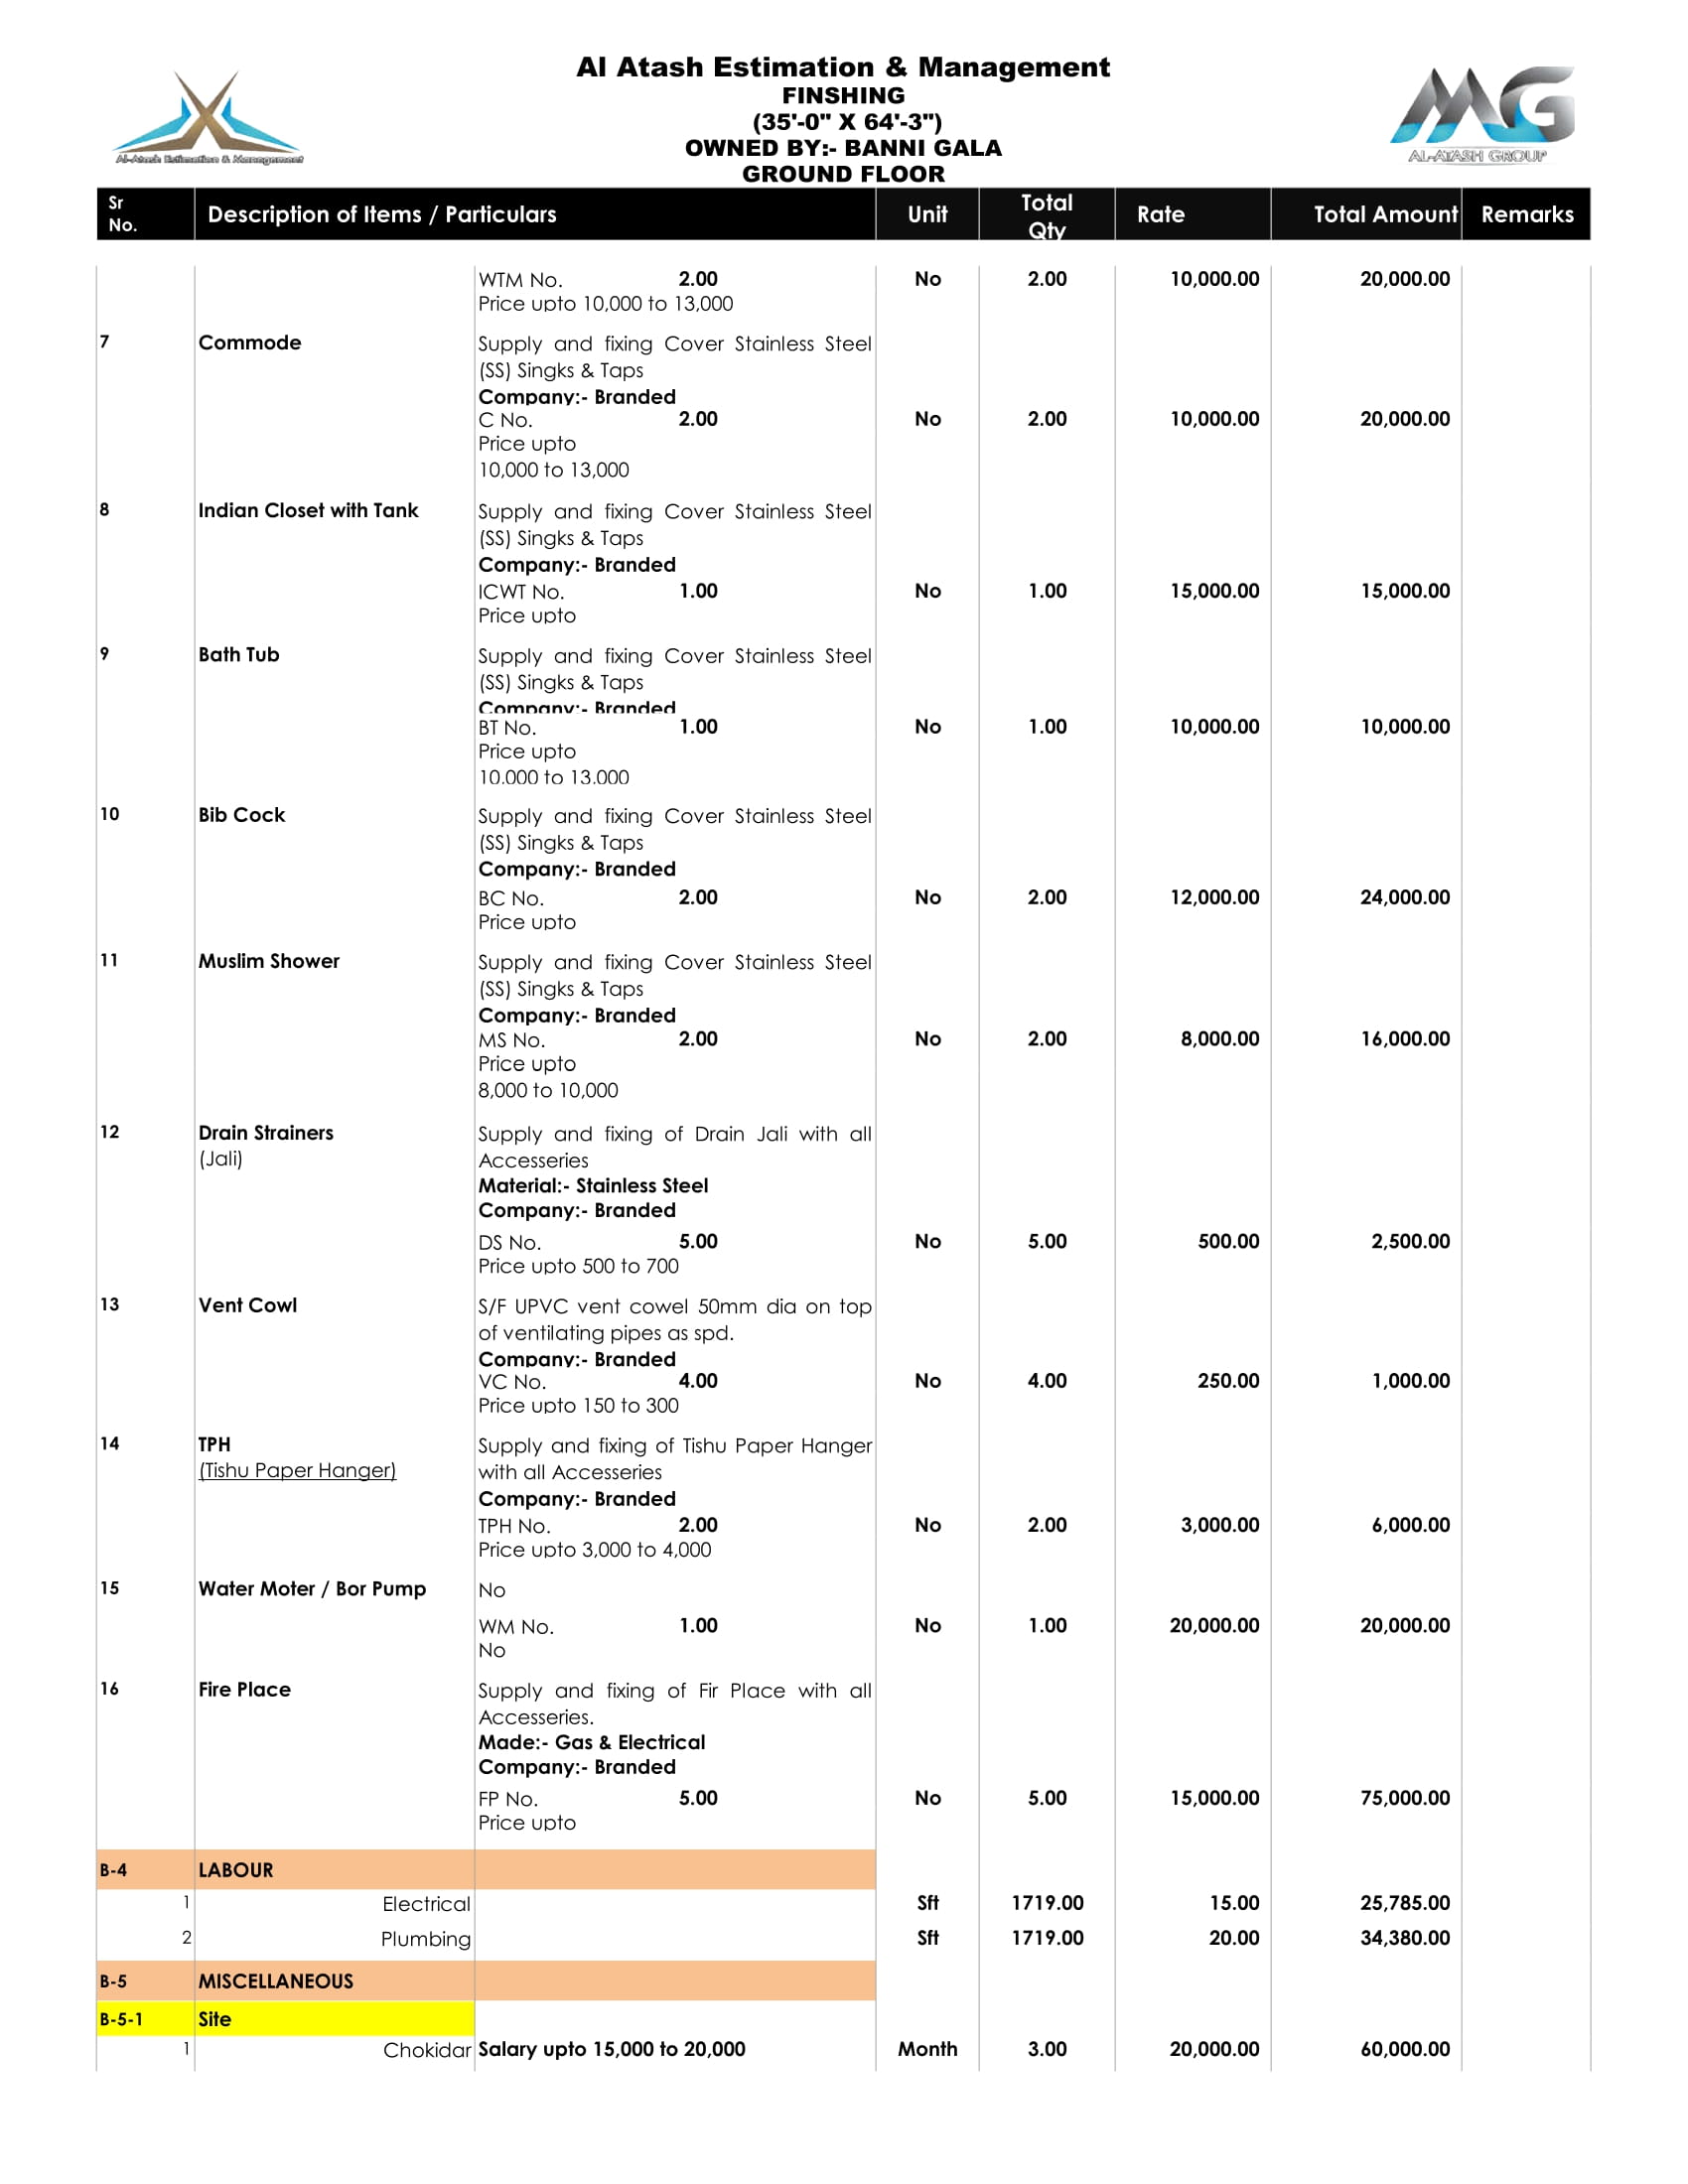 Al Atash Estimation & Management
FINSHING
(35'-0" X 64'-3")
OWNED BY:- BANNI GALA
GROUND FLOOR
Al-Atash Estimation & Management
MG
AL-ATASH GROUP
Sr No. Description of Items / Particulars Unit Total Qty Rate Total Amount Remarks
WTM No. 2.00 No 2.00 10,000.00 20,000.00
Price upto 10,000 to 13,000
7 Commode Supply and fixing Cover Stainless Steel
(SS) Singks & Taps
Company:- Branded
C No. 2.00 No 2.00 10,000.00 20,000.00
Price upto
10,000 to 13,000
8 Indian Closet with Tank Supply and fixing Cover Stainless Steel
(SS) Singks & Taps
Company:- Branded
ICWT No. 1.00 No 1.00 15,000.00 15,000.00
Price upto
9 Bath Tub Supply and fixing Cover Stainless Steel
(SS) Singks & Taps
Company:- Branded
BT No. 1.00 No 1.00 10,000.00 10,000.00
Price upto
10,000 to 13,000
10 Bib Cock Supply and fixing Cover Stainless Steel
(SS) Singks & Taps
Company:- Branded
BC No. 2.00 No 2.00 12,000.00 24,000.00
Price upto
11 Muslim Shower Supply and fixing Cover Stainless Steel
(SS) Singks & Taps
Company:- Branded
MS No. 2.00 No 2.00 8,000.00 16,000.00
Price upto
8,000 to 10,000
12 Drain Strainers Supply and fixing of Drain Jali with all
(Jali) Accesseries
Material:- Stainless Steel
Company:- Branded
DS No. 5.00 No 5.00 500.00 2,500.00
Price upto 500 to 700
13 Vent Cowl S/F UPVC vent cowel 50mm dia on top
of ventilating pipes as spd.
Company:- Branded
VC No. 4.00 No 4.00 250.00 1,000.00
Price upto 150 to 300
14 TPH Supply and fixing of Tishu Paper Hanger
(Tishu Paper Hanger) with all Accesseries
Company:- Branded
TPH No. 2.00 No 2.00 3,000.00 6,000.00
Price upto 3,000 to 4,000
15 Water Moter / Bor Pump No
WM No. 1.00 No 1.00 20,000.00 20,000.00
No
16 Fire Place Supply and fixing of Fir Place with all
Accesseries.
Made:- Gas & Electrical
Company:- Branded
FP No. 5.00 No 5.00 15,000.00 75,000.00
Price upto
B-4 LABOUR
1 Electrical Sft 1719.00 15.00 25,785.00
2 Plumbing Sft 1719.00 20.00 34,380.00
B-5 MISCELLANEOUS
B-5-1 Site
1 Chokidar Salary upto 15,000 to 20,000 Month 3.00 20,000.00 60,000.00